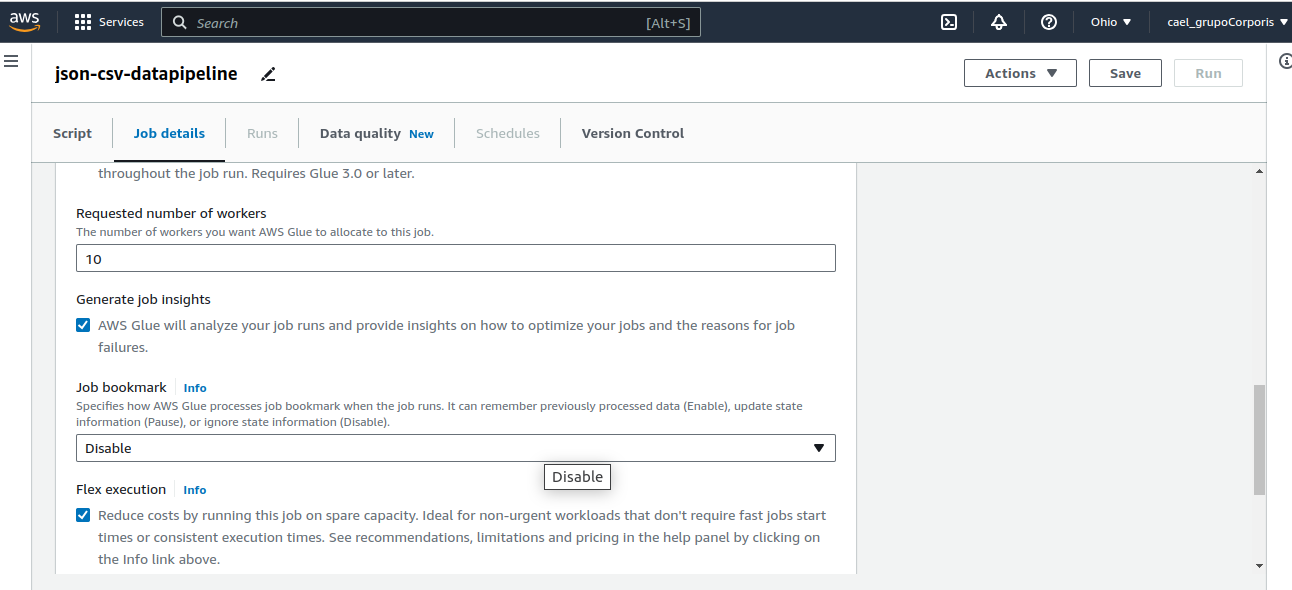 aws
Services
Search
[Alt+S]
Ohio
cael_grupoCorporis
json-csv-datapipeline
Actions
Save
Run
Script
Job details
Runs
Data quality New
Schedules
Version Control
throughout the job run. Requires Glue 3.0 or later.
Requested number of workers
The number of workers you want AWS Glue to allocate to this job.
10
Generate job insights
AWS Glue will analyze your job runs and provide insights on how to optimize your jobs and the reasons for job
failures.
Job bookmark Info
Specifies how AWS Glue processes job bookmark when the job runs. It can remember previously processed data (Enable), update state
information (Pause), or ignore state information (Disable).
Disable
Disable
Flex execution Info
Reduce costs by running this job on spare capacity. Ideal for non-urgent workloads that don't require fast jobs start
times or consistent execution times. See recommendations, limitations and pricing in the help panel by clicking on
the Info link above.